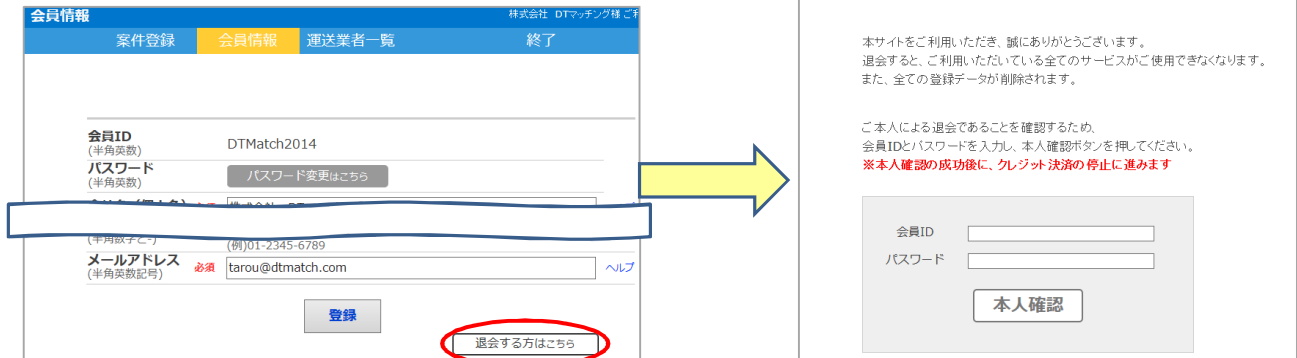 会員情報
株式会社 DTマッチング様 ご利
案件登録 会員情報 運送業者一覧 終了
会員ID
(半角英数)
DTMatch2014
パスワード
(半角英数)
パスワード変更はこちら
(半角数字と-)
(例)01-2345-6789
メールアドレス
(半角英数記号)
必須
tarou@dtmatch.com
ヘルプ
登録
退会する方はこちら
本サイトをご利用いただき、誠にありがとうございます。
退会すると、ご利用いただいている全てのサービスがご使用できなくなります。
また、全ての登録データが削除されます。
ご本人による退会であることを確認するため、
会員IDとパスワードを入力し、本人確認ボタンを押してください。
※本人確認の成功後に、クレジット決済の停止に進みます
会員ID
パスワード
本人確認